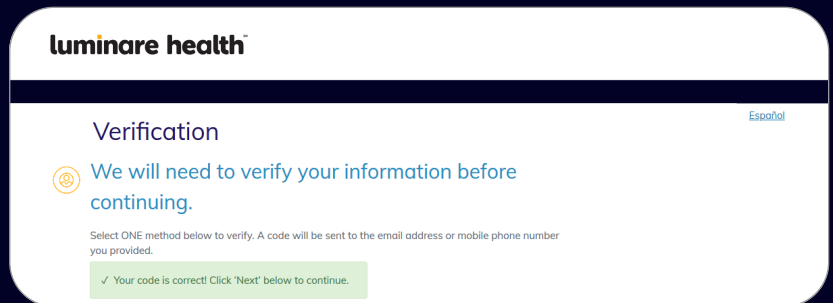 luminare health™
Español
Verification
We will need to verify your information before
continuing.
Select ONE method below to verify. A code will be sent to the email address or mobile phone number
you provided.
✓ Your code is correct! Click 'Next' below to continue.